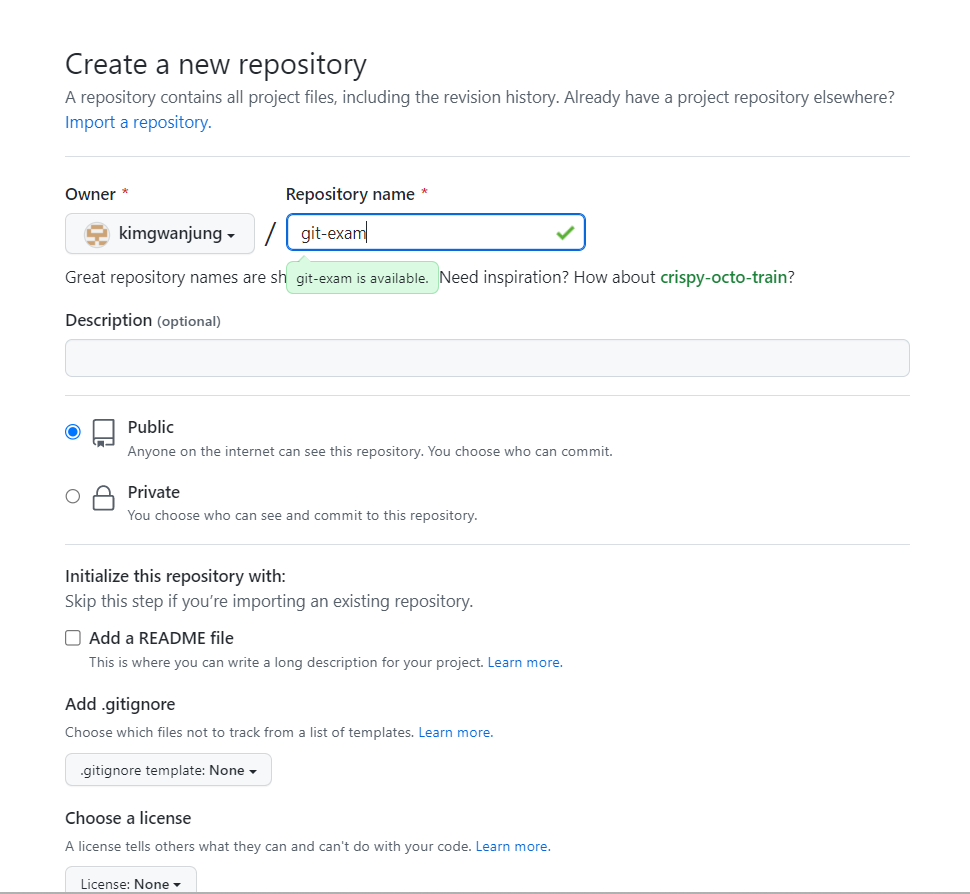 Create a new repository
A repository contains all project files, including the revision history. Already have a project repository elsewhere?
Import a repository.
Owner *
Repository name *
kimgwanjung
/
git-exam
Great repository names are sh
git-exam is available.
Need inspiration? How about crispy-octo-train?
Description (optional)
Public
Anyone on the internet can see this repository. You choose who can commit.
Private
You choose who can see and commit to this repository.
Initialize this repository with:
Skip this step if you’re importing an existing repository.
Add a README file
This is where you can write a long description for your project. Learn more.
Add .gitignore
Choose which files not to track from a list of templates. Learn more.
.gitignore template: None
Choose a license
A license tells others what they can and can't do with your code. Learn more.
License: None